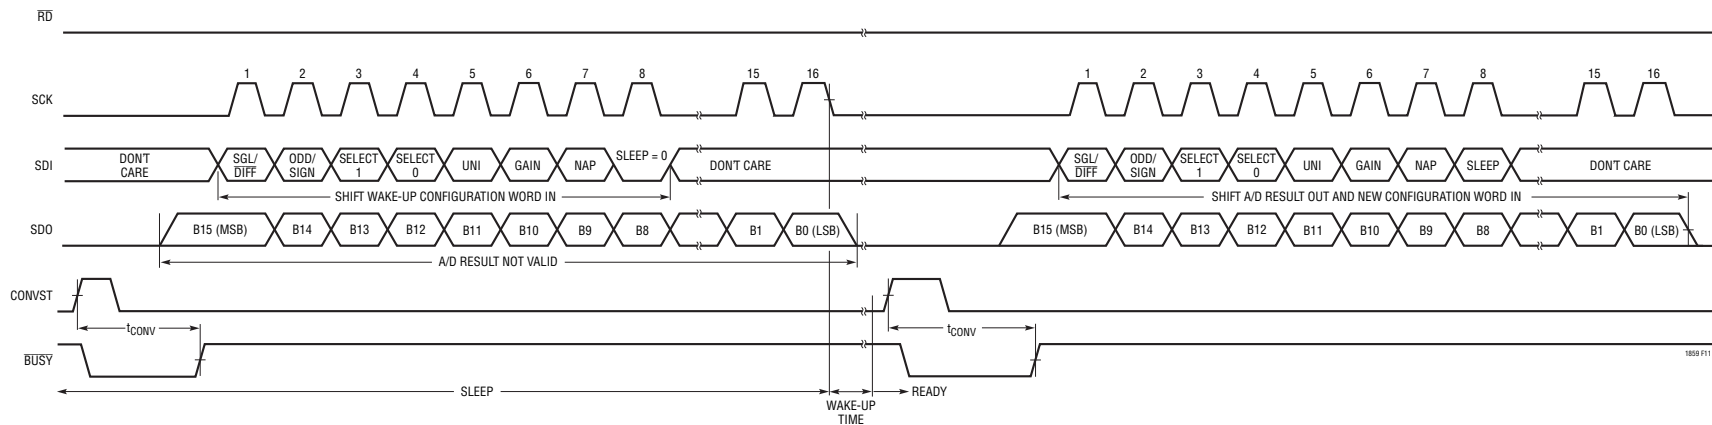 RD
SCK
1 2 3 4 5 6 7 8 15 16 1 2 3 4 5 6 7 8 15 16
SDI
DON'T CARE SGL/DIFF ODD/SIGN SELECT 1 SELECT 0 UNI GAIN NAP SLEEP = 0 DON'T CARE SGL/DIFF ODD/SIGN SELECT 1 SELECT 0 UNI GAIN NAP SLEEP DON'T CARE
SHIFT WAKE-UP CONFIGURATION WORD IN SHIFT A/D RESULT OUT AND NEW CONFIGURATION WORD IN
SDO
B15 (MSB) B14 B13 B12 B11 B10 B9 B8 B1 B0 (LSB) B15 (MSB) B14 B13 B12 B11 B10 B9 B8 B1 B0 (LSB)
A/D RESULT NOT VALID
CONVST
tCONV tCONV
BUSY
1859 F11
SLEEP READY
WAKE-UP
TIME